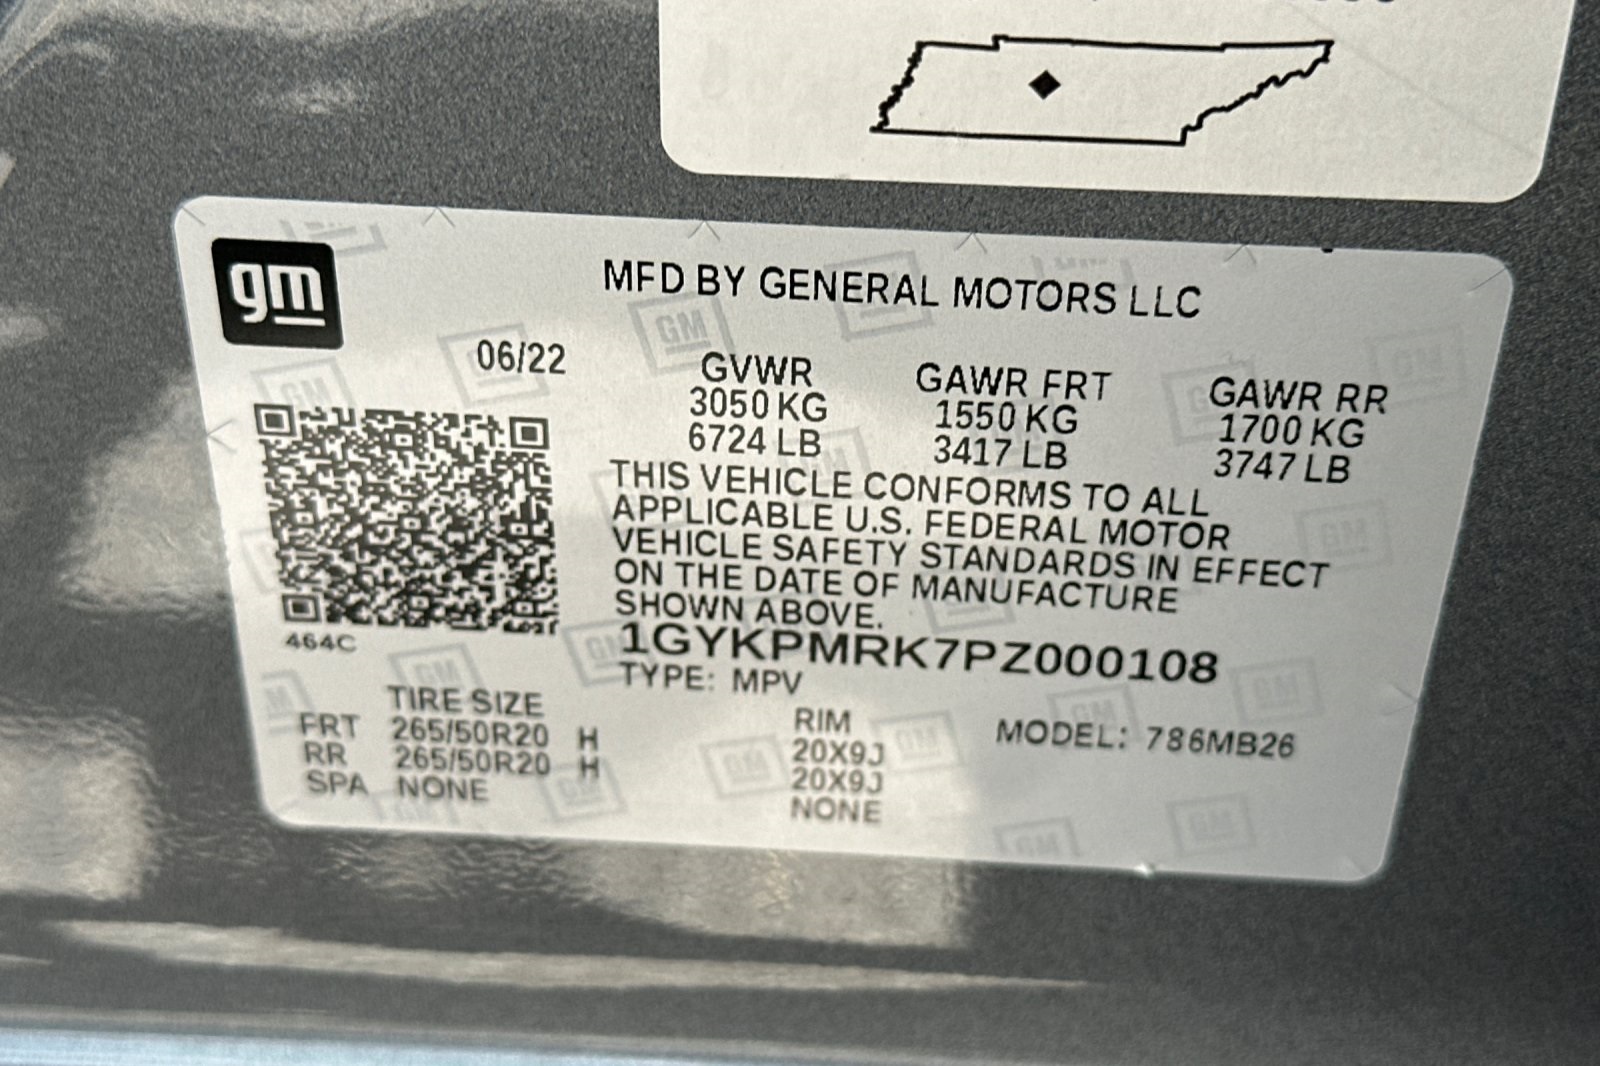 gm
MFD BY GENERAL MOTORS LLC
06/22
GVWR GAWR FRT GAWR RR
3050 KG 1550 KG 1700 KG
6724 LB 3417 LB 3747 LB
THIS VEHICLE CONFORMS TO ALL
APPLICABLE U.S. FEDERAL MOTOR
VEHICLE SAFETY STANDARDS IN EFFECT
ON THE DATE OF MANUFACTURE
SHOWN ABOVE.
464C
1GYKPMRK7PZ000108
TYPE: MPV
TIRE SIZE RIM MODEL: 786MB26
FRT 265/50R20 H 20X9J
RR 265/50R20 H 20X9J
SPA NONE NONE